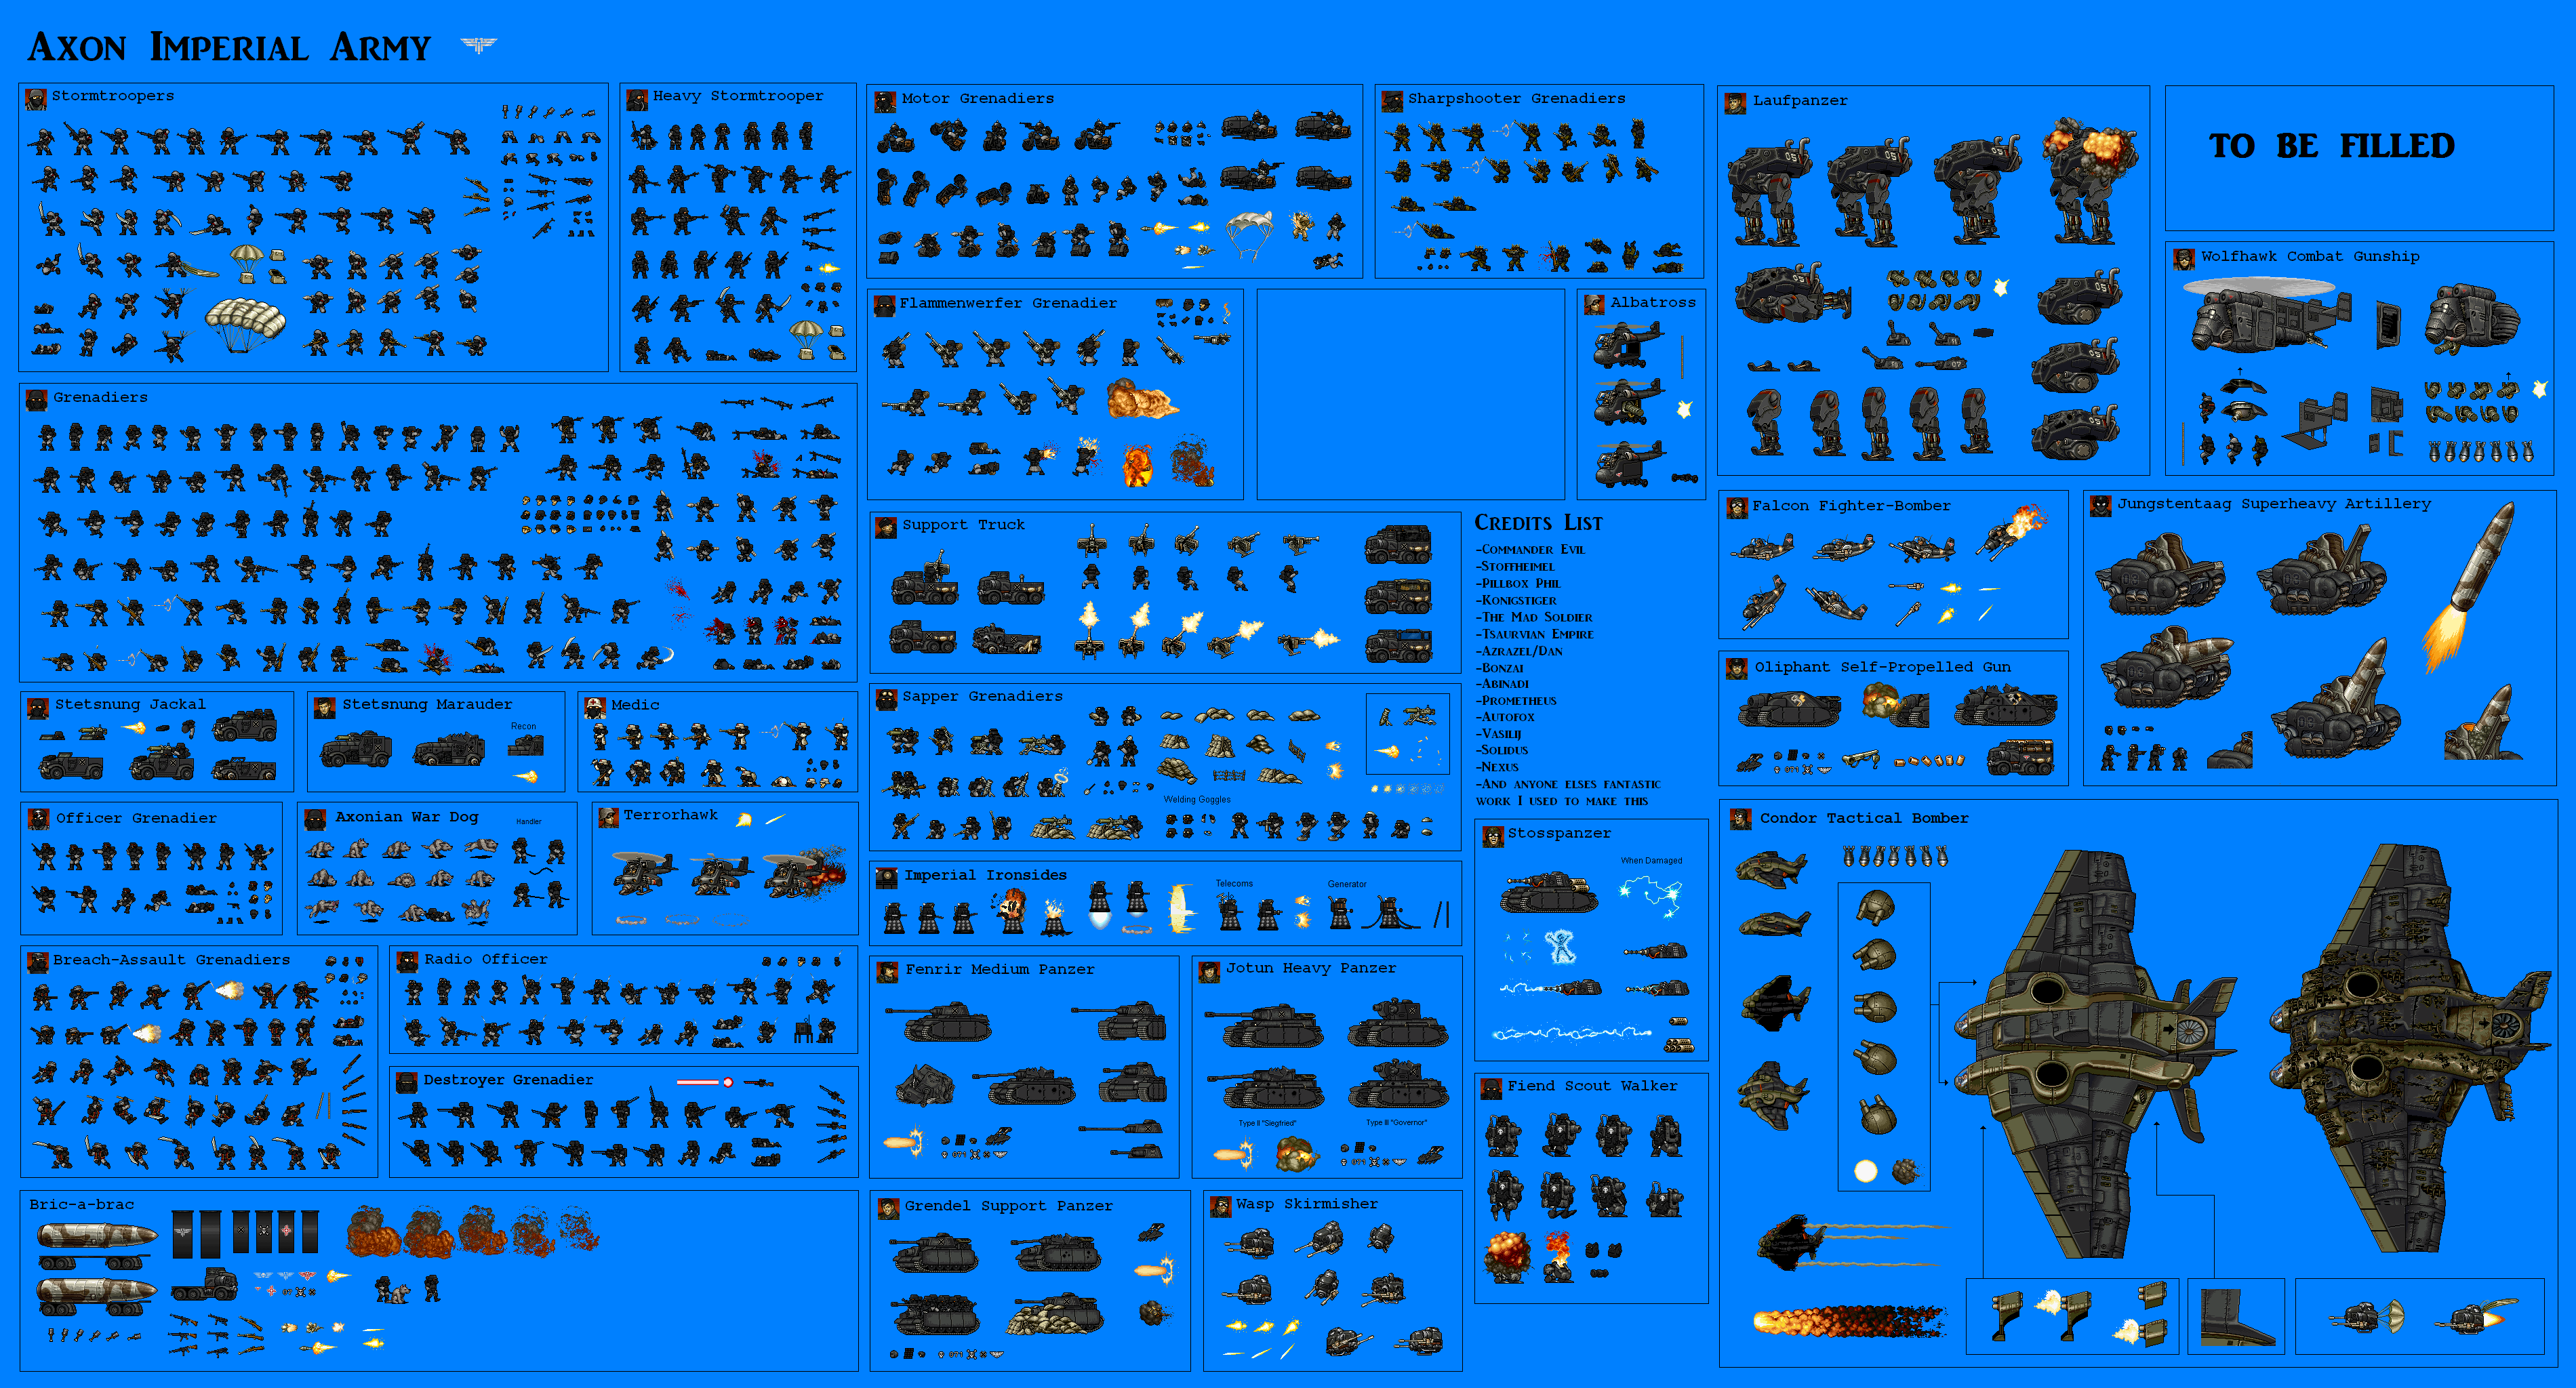 Axon Imperial Army
Stormtroopers
Heavy Stormtrooper
Motor Grenadiers
Sharpshooter Grenadiers
Laufpanzer
TO BE FILLED
Wolfhawk Combat Gunship
Flammenwerfer Grenadier
Albatross
Grenadiers
Support Truck
Credits List
-Commander Evil
-Stoffheimel
-Pillbox Phil
-Konigstiger
-The Mad Soldier
-Tsaurvian Empire
-Azrazel/Dan
-Bonzai
-Abinadi
-Prometheus
-Autofox
-Vasilij
-Solidus
-Nexus
-And anyone elses fantastic
work I used to make this
Falcon Fighter-Bomber
Jungstentaag Superheavy Artillery
Oliphant Self-Propelled Gun
Stetsnung Jackal
Stetsnung Marauder
Recon
Medic
Sapper Grenadiers
Welding Goggles
Officer Grenadier
Axonian War Dog
Handler
Terrorhawk
Imperial Ironsides
Telecoms
Generator
Stosspanzer
When Damaged
Condor Tactical Bomber
Breach-Assault Grenadiers
Radio Officer
Destroyer Grenadier
Fenrir Medium Panzer
071
Jotun Heavy Panzer
Type II "Siegfried"
Type III "Governor"
071
Fiend Scout Walker
Bric-a-brac
Grendel Support Panzer
071
Wasp Skirmisher